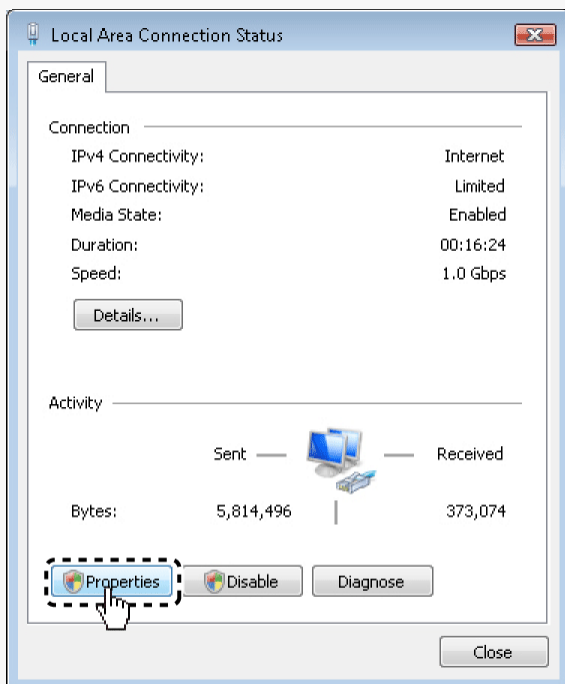 Local Area Connection Status
General
Connection
IPv4 Connectivity: Internet
IPv6 Connectivity: Limited
Media State: Enabled
Duration: 00:16:24
Speed: 1.0 Gbps
Details...
Activity
Sent Received
Bytes: 5,814,496 373,074
Properties Disable Diagnose
Close